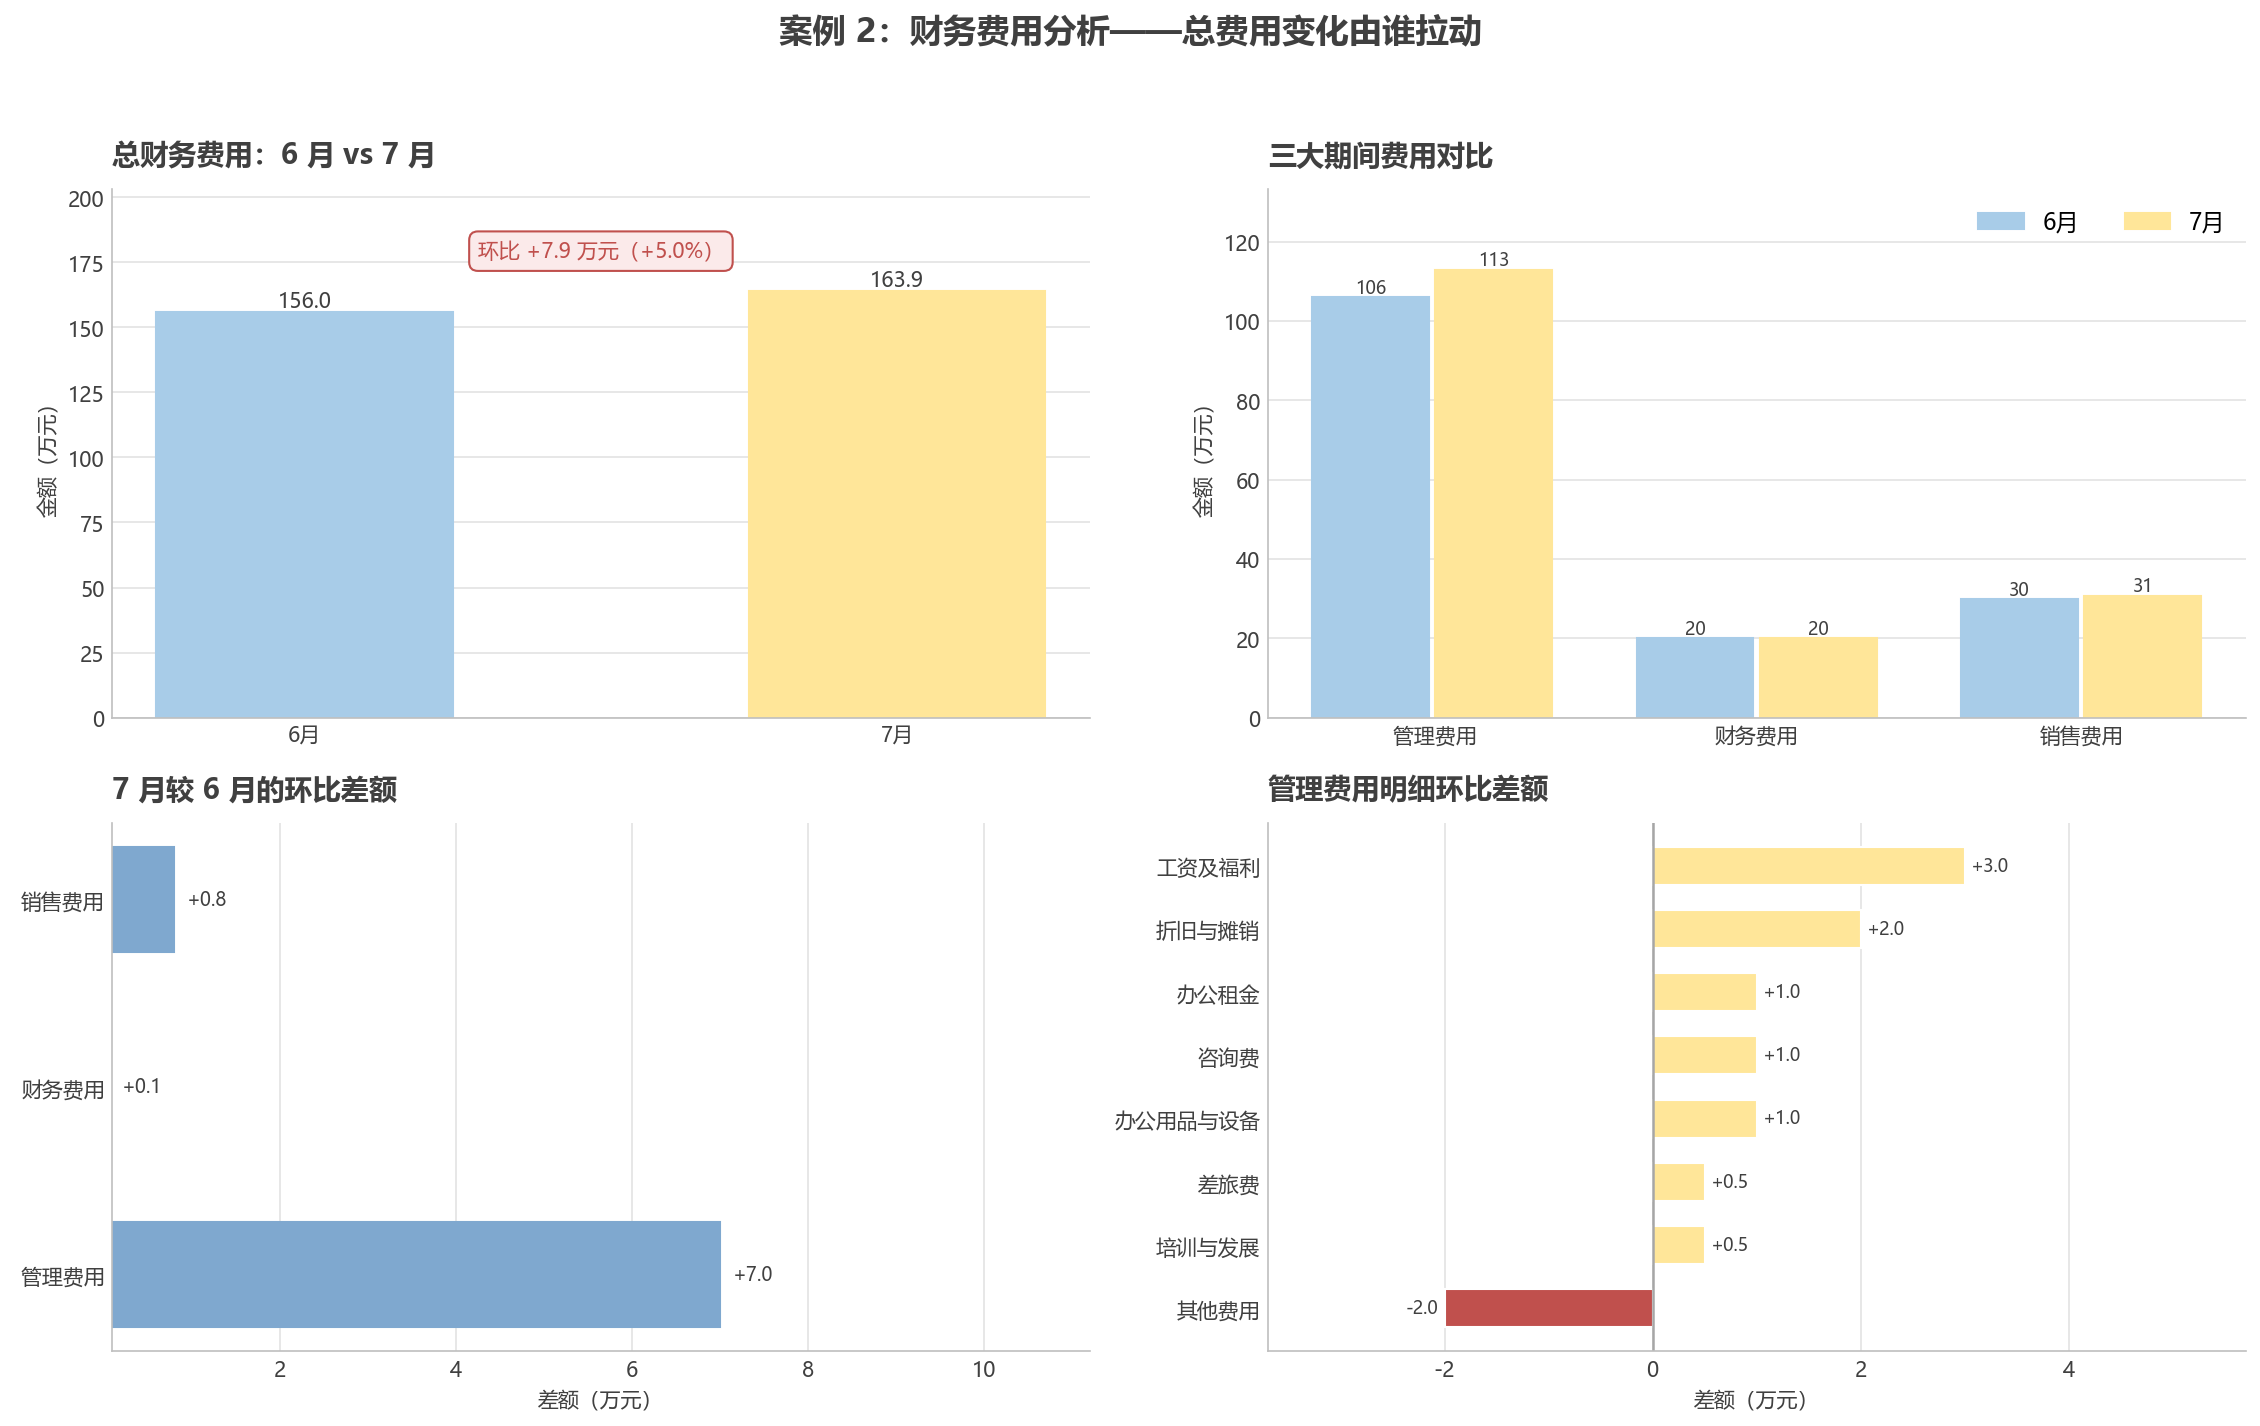 案例 2：财务费用分析——总费用变化由谁拉动
总财务费用：6 月 vs 7 月
金额（万元）
200
175
150
125
100
75
50
25
0
环比 +7.9 万元（+5.0%）
156.0
163.9
6月
7月
三大期间费用对比
金额（万元）
6月
7月
120
100
80
60
40
20
0
106
113
20
20
30
31
管理费用
财务费用
销售费用
7 月较 6 月的环比差额
销售费用
+0.8
财务费用
+0.1
管理费用
+7.0
2
4
6
8
10
差额（万元）
管理费用明细环比差额
工资及福利
+3.0
折旧与摊销
+2.0
办公租金
+1.0
咨询费
+1.0
办公用品与设备
+1.0
差旅费
+0.5
培训与发展
+0.5
其他费用
-2.0
-2
0
2
4
差额（万元）